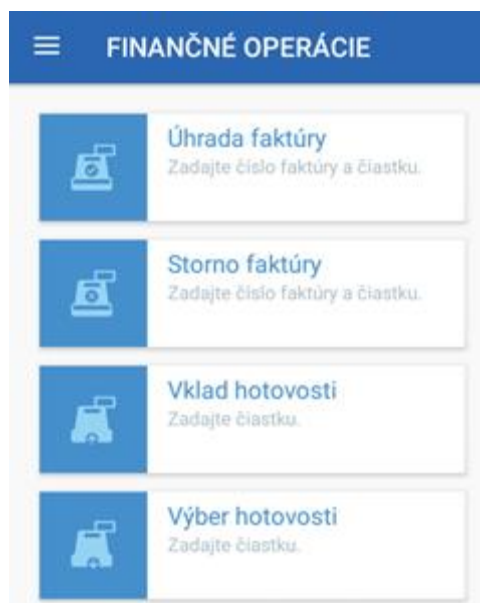 FINANČNÉ OPERÁCIE
Úhrada faktúry
Zadajte číslo faktúry a čiastku.
Storno faktúry
Zadajte číslo faktúry a čiastku.
Vklad hotovosti
Zadajte čiastku.
Výber hotovosti
Zadajte čiastku.